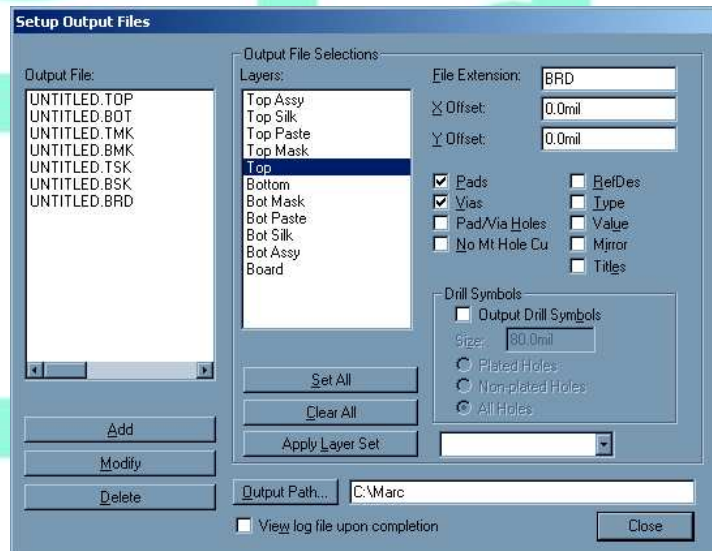 Setup Output Files
Output File:
UNTITLED.TOP
UNTITLED.BOT
UNTITLED.TMK
UNTITLED.BMK
UNTITLED.TSK
UNTITLED.BSK
UNTITLED.BRD
Add
Modify
Delete
Output File Selections
Layers:
Top Assy
Top Silk
Top Paste
Top Mask
Top
Bottom
Bot Mask
Bot Paste
Bot Silk
Bot Assy
Board
Set All
Clear All
Apply Layer Set
File Extension: BRD
X Offset: 0.0mil
Y Offset: 0.0mil
Pads
Vias
Pad/Via Holes
No Mt Hole Cu
RefDes
Type
Value
Mirror
Titles
Drill Symbols
Output Drill Symbols
Size: 80.0mil
Plated Holes
Non-plated Holes
All Holes
Output Path... C:\Marc
View log file upon completion
Close